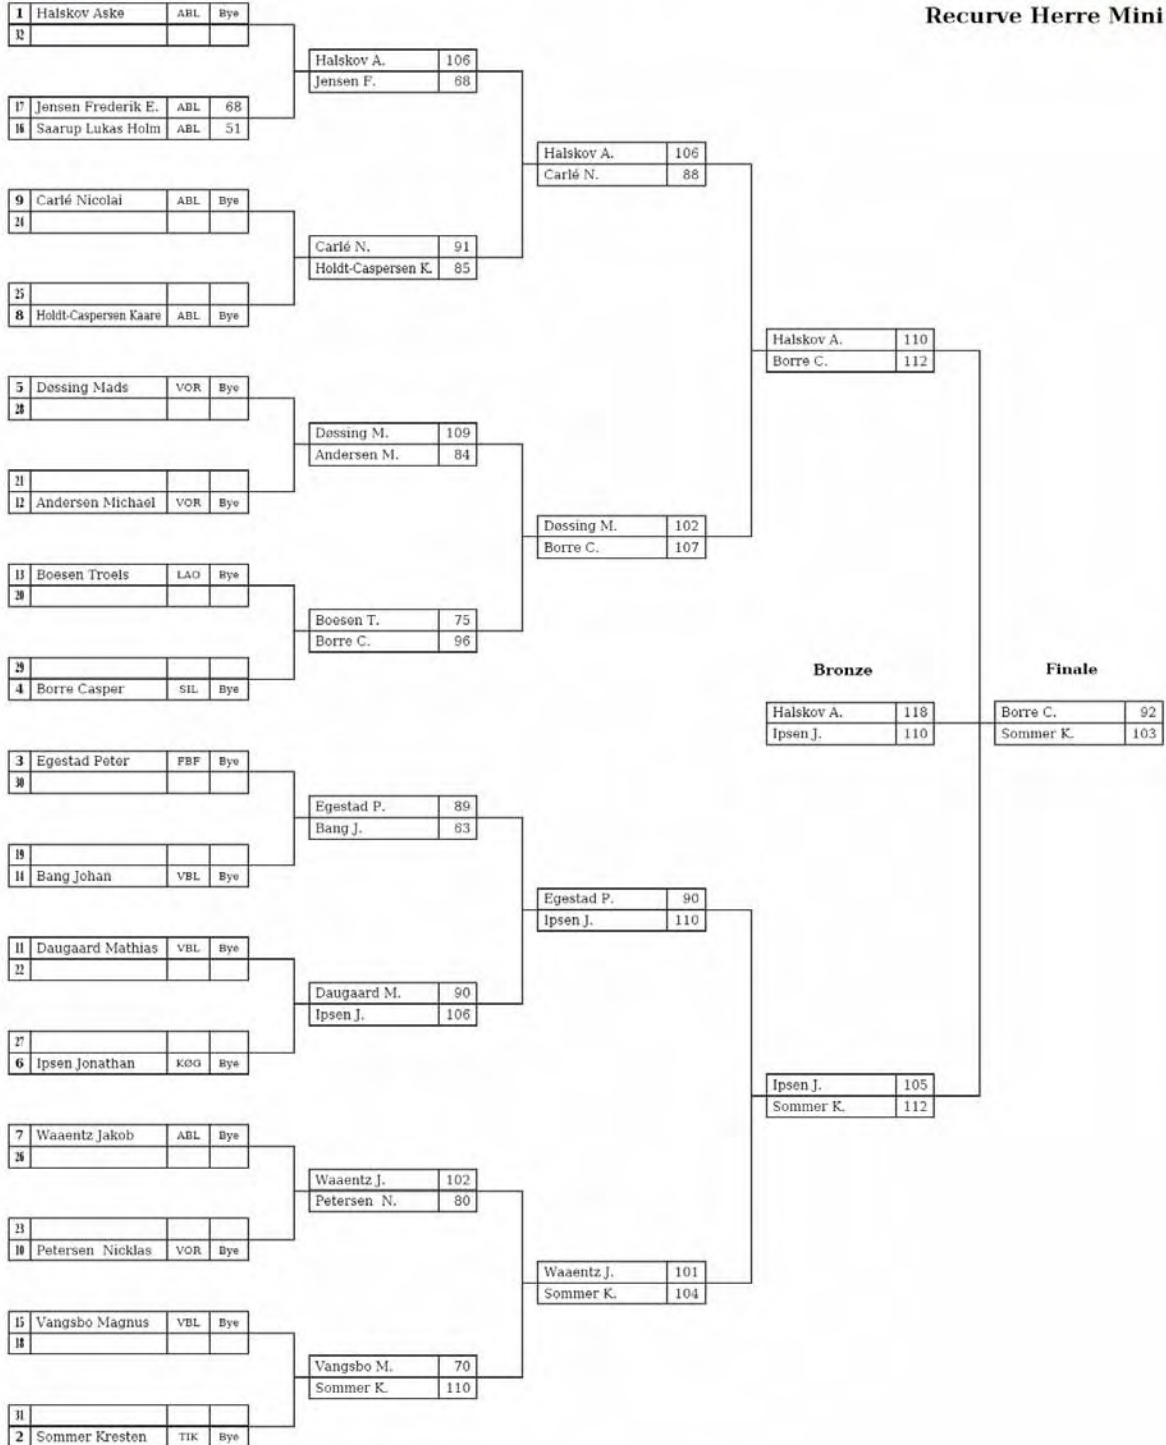 Recurve Herre Mini
1 Halskov Aske ABL Bye
32
Halskov A. 106
Jensen F. 68
17 Jensen Frederik E. ABL 68
16 Saarup Lukas Holm ABL 51
Halskov A. 106
Carlé N. 88
9 Carlé Nicolai ABL Bye
24
Carlé N. 91
Holdt-Caspersen K. 85
25
8 Holdt-Caspersen Kaare ABL Bye
Halskov A. 110
Borre C. 112
5 Døssing Mads VOR Bye
28
Døssing M. 109
Andersen M. 84
21
12 Andersen Michael VOR Bye
Døssing M. 102
Borre C. 107
13 Boesen Troels LAO Bye
20
Boesen T. 75
Borre C. 96
29
4 Borre Casper SIL Bye
Bronze
Finale
Halskov A. 118
Ipsen J. 110
Borre C. 92
Sommer K. 103
3 Egestad Peter FBF Bye
30
Egestad P. 89
Bang J. 63
19
14 Bang Johan VBL Bye
Egestad P. 90
Ipsen J. 110
11 Daugaard Mathias VBL Bye
22
Daugaard M. 90
Ipsen J. 106
27
6 Ipsen Jonathan KØG Bye
Ipsen J. 105
Sommer K. 112
7 Waaentz Jakob ABL Bye
26
Waaentz J. 102
Petersen N. 80
23
10 Petersen Nicklas VOR Bye
Waaentz J. 101
Sommer K. 104
15 Vangsbo Magnus VBL Bye
18
Vangsbo M. 70
Sommer K. 110
31
2 Sommer Kresten TIK Bye